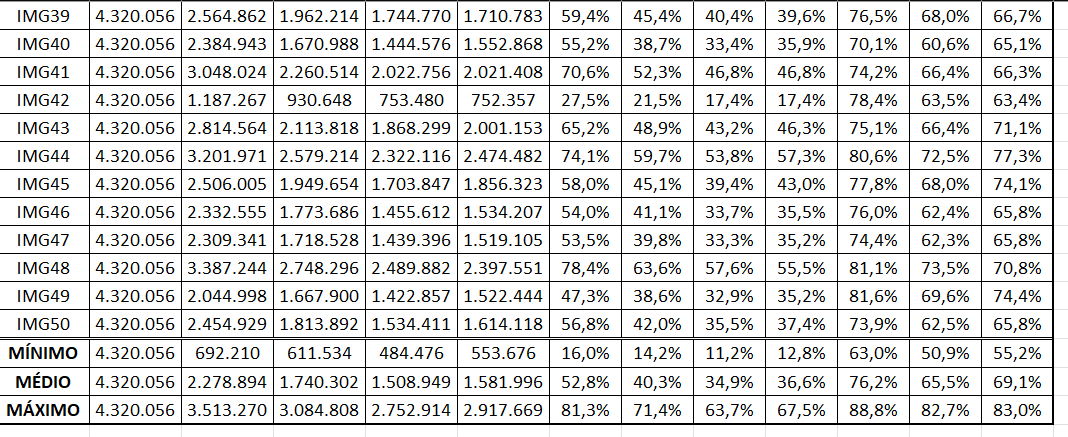 IMG39 4.320.056 2.564.862 1.962.214 1.744.770 1.710.783 59,4% 45,4% 40,4% 39,6% 76,5% 68,0% 66,7%
IMG40 4.320.056 2.384.943 1.670.988 1.444.576 1.552.868 55,2% 38,7% 33,4% 35,9% 70,1% 60,6% 65,1%
IMG41 4.320.056 3.048.024 2.260.514 2.022.756 2.021.408 70,6% 52,3% 46,8% 46,8% 74,2% 66,4% 66,3%
IMG42 4.320.056 1.187.267 930.648 753.480 752.357 27,5% 21,5% 17,4% 17,4% 78,4% 63,5% 63,4%
IMG43 4.320.056 2.814.564 2.113.818 1.868.299 2.001.153 65,2% 48,9% 43,2% 46,3% 75,1% 66,4% 71,1%
IMG44 4.320.056 3.201.971 2.579.214 2.322.116 2.474.482 74,1% 59,7% 53,8% 57,3% 80,6% 72,5% 77,3%
IMG45 4.320.056 2.506.005 1.949.654 1.703.847 1.856.323 58,0% 45,1% 39,4% 43,0% 77,8% 68,0% 74,1%
IMG46 4.320.056 2.332.555 1.773.686 1.455.612 1.534.207 54,0% 41,1% 33,7% 35,5% 76,0% 62,4% 65,8%
IMG47 4.320.056 2.309.341 1.718.528 1.439.396 1.519.105 53,5% 39,8% 33,3% 35,2% 74,4% 62,3% 65,8%
IMG48 4.320.056 3.387.244 2.748.296 2.489.882 2.397.551 78,4% 63,6% 57,6% 55,5% 81,1% 73,5% 70,8%
IMG49 4.320.056 2.044.998 1.667.900 1.422.857 1.522.444 47,3% 38,6% 32,9% 35,2% 81,6% 69,6% 74,4%
IMG50 4.320.056 2.454.929 1.813.892 1.534.411 1.614.118 56,8% 42,0% 35,5% 37,4% 73,9% 62,5% 65,8%
MÍNIMO 4.320.056 692.210 611.534 484.476 553.676 16,0% 14,2% 11,2% 12,8% 63,0% 50,9% 55,2%
MÉDIO 4.320.056 2.278.894 1.740.302 1.508.949 1.581.996 52,8% 40,3% 34,9% 36,6% 76,2% 65,5% 69,1%
MÁXIMO 4.320.056 3.513.270 3.084.808 2.752.914 2.917.669 81,3% 71,4% 63,7% 67,5% 88,8% 82,7% 83,0%